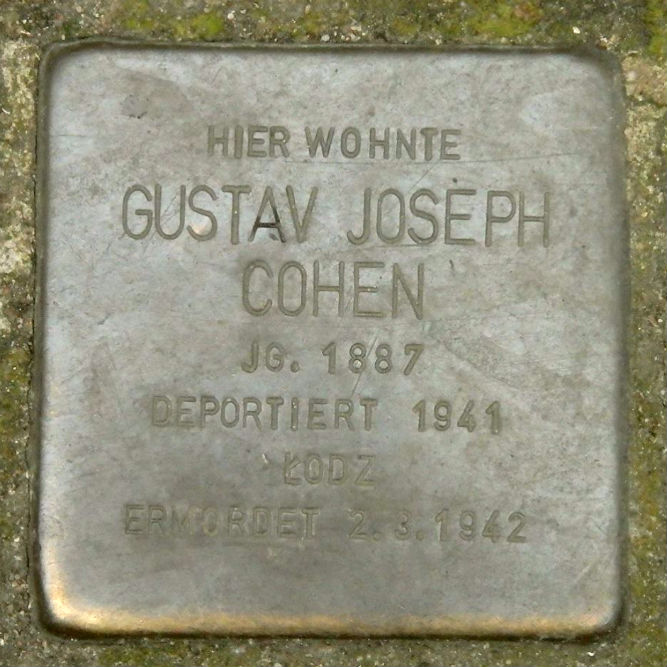 HIER WOHNTE
GUSTAV JOSEPH
COHEN
JG. 1887
DEPORTIERT 1941
ŁODZ
ERMORDET 2.3.1942